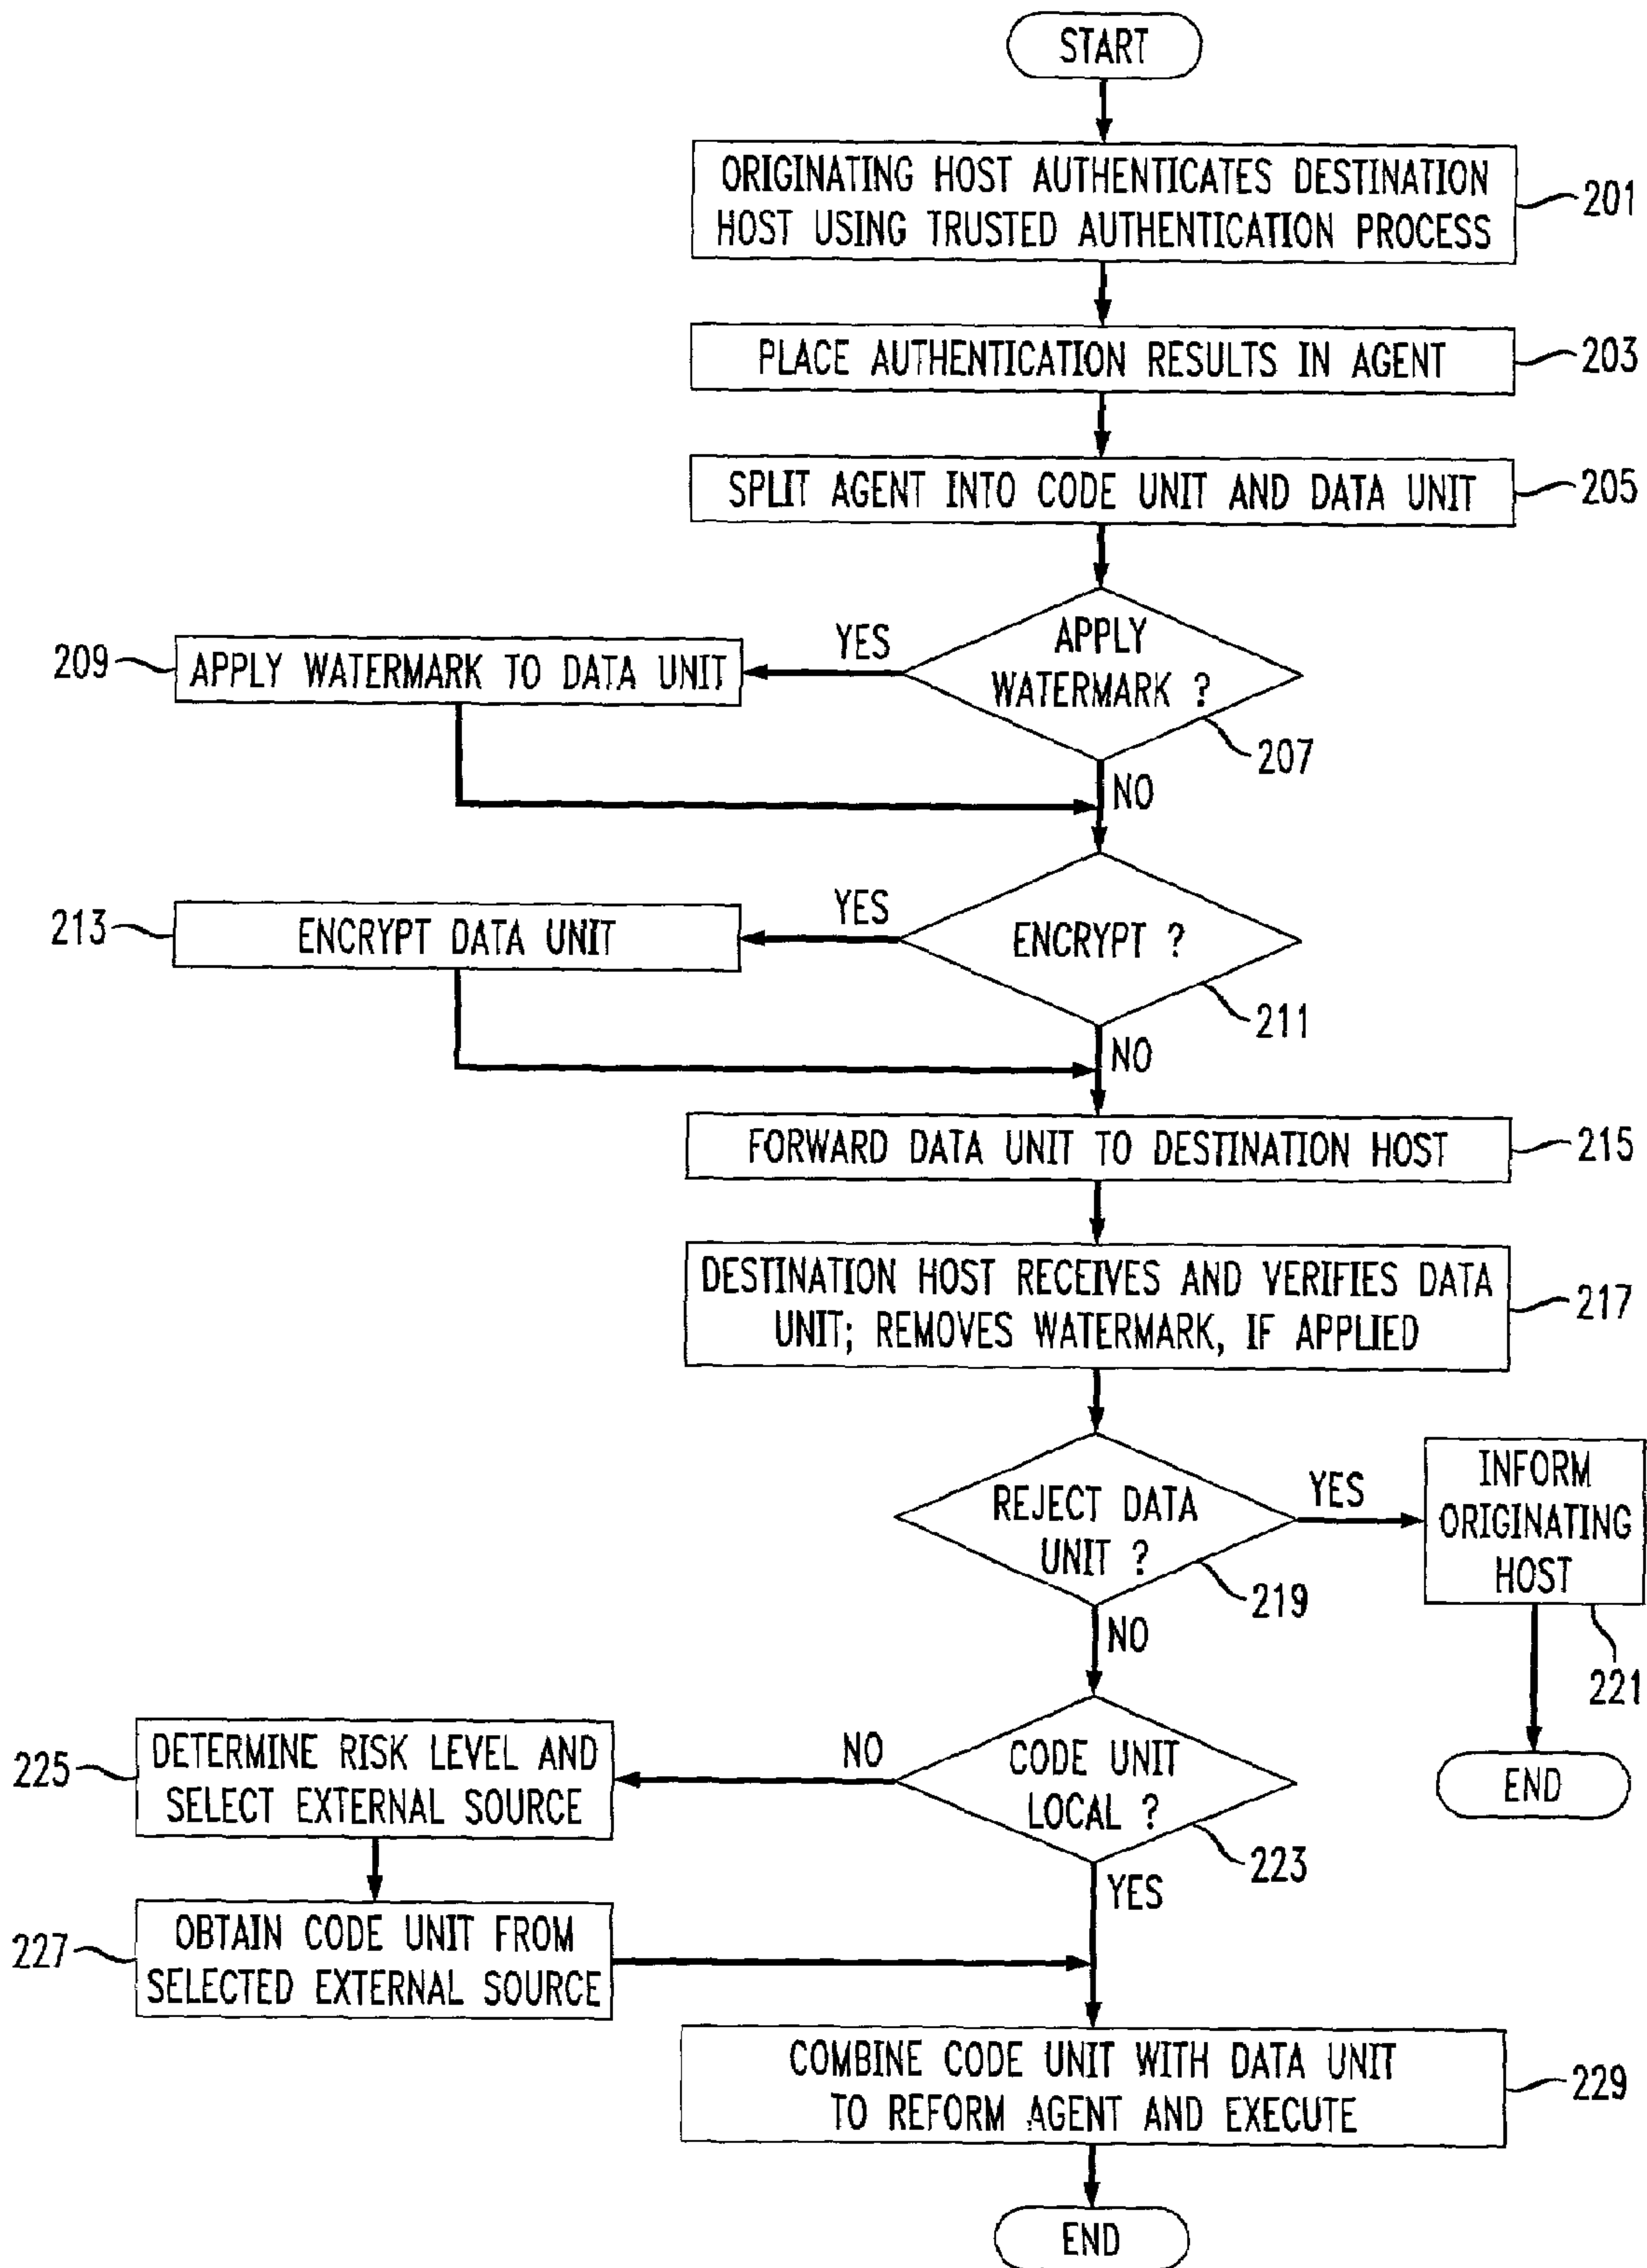 START
ORIGINATING HOST AUTHENTICATES DESTINATION
HOST USING TRUSTED AUTHENTICATION PROCESS
201
PLACE AUTHENTICATION RESULTS IN AGENT
203
SPLIT AGENT INTO CODE UNIT AND DATA UNIT
205
APPLY
WATERMARK ?
207
YES
209
APPLY WATERMARK TO DATA UNIT
NO
ENCRYPT ?
211
YES
213
ENCRYPT DATA UNIT
NO
FORWARD DATA UNIT TO DESTINATION HOST
215
DESTINATION HOST RECEIVES AND VERIFIES DATA
UNIT; REMOVES WATERMARK, IF APPLIED
217
REJECT DATA
UNIT ?
219
YES
INFORM
ORIGINATING
HOST
221
END
NO
CODE UNIT
LOCAL ?
223
NO
225
DETERMINE RISK LEVEL AND
SELECT EXTERNAL SOURCE
227
OBTAIN CODE UNIT FROM
SELECTED EXTERNAL SOURCE
YES
COMBINE CODE UNIT WITH DATA UNIT
TO REFORM AGENT AND EXECUTE
229
END